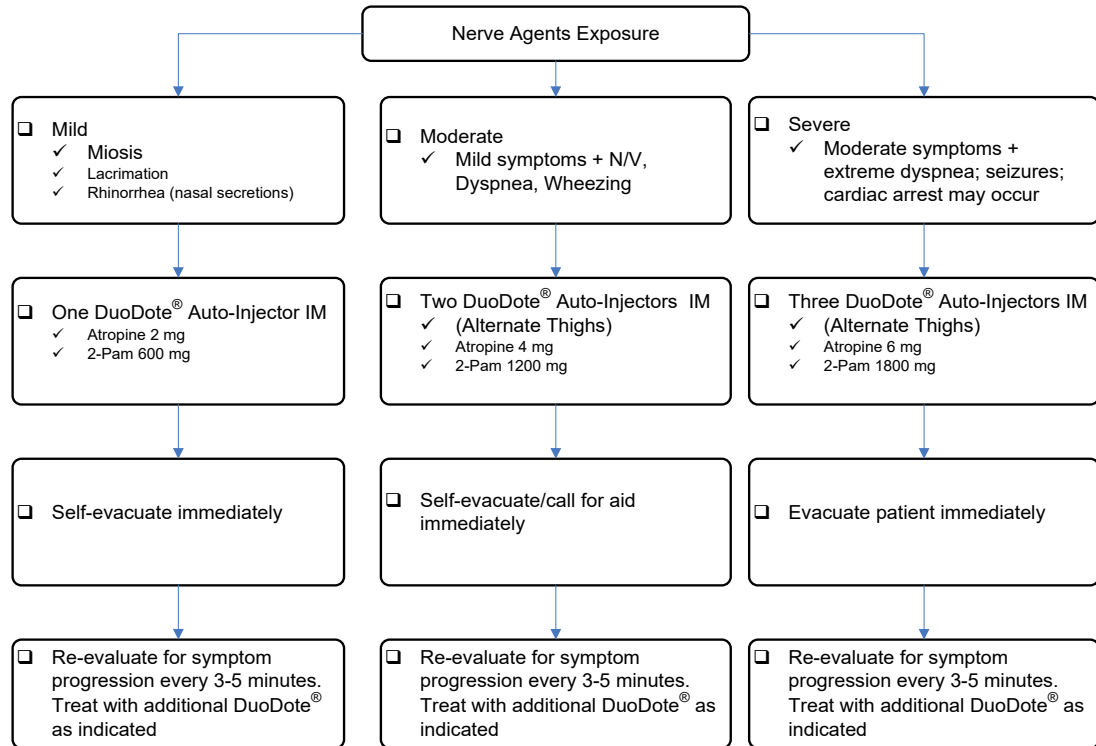 Nerve Agents Exposure
❑ Mild
✓ Miosis
✓ Lacrimation
✓ Rhinorrhea (nasal secretions)
❑ Moderate
✓ Mild symptoms + N/V,
Dyspnea, Wheezing
❑ Severe
✓ Moderate symptoms +
extreme dyspnea; seizures;
cardiac arrest may occur
❑ One DuoDote® Auto-Injector IM
✓ Atropine 2 mg
✓ 2-Pam 600 mg
❑ Two DuoDote® Auto-Injectors IM
✓ (Alternate Thighs)
✓ Atropine 4 mg
✓ 2-Pam 1200 mg
❑ Three DuoDote® Auto-Injectors IM
✓ (Alternate Thighs)
✓ Atropine 6 mg
✓ 2-Pam 1800 mg
❑ Self-evacuate immediately
❑ Self-evacuate/call for aid
immediately
❑ Evacuate patient immediately
❑ Re-evaluate for symptom
progression every 3-5 minutes.
Treat with additional DuoDote®
as indicated
❑ Re-evaluate for symptom
progression every 3-5 minutes.
Treat with additional DuoDote® as
indicated
❑ Re-evaluate for symptom
progression every 3-5 minutes.
Treat with additional DuoDote® as
indicated